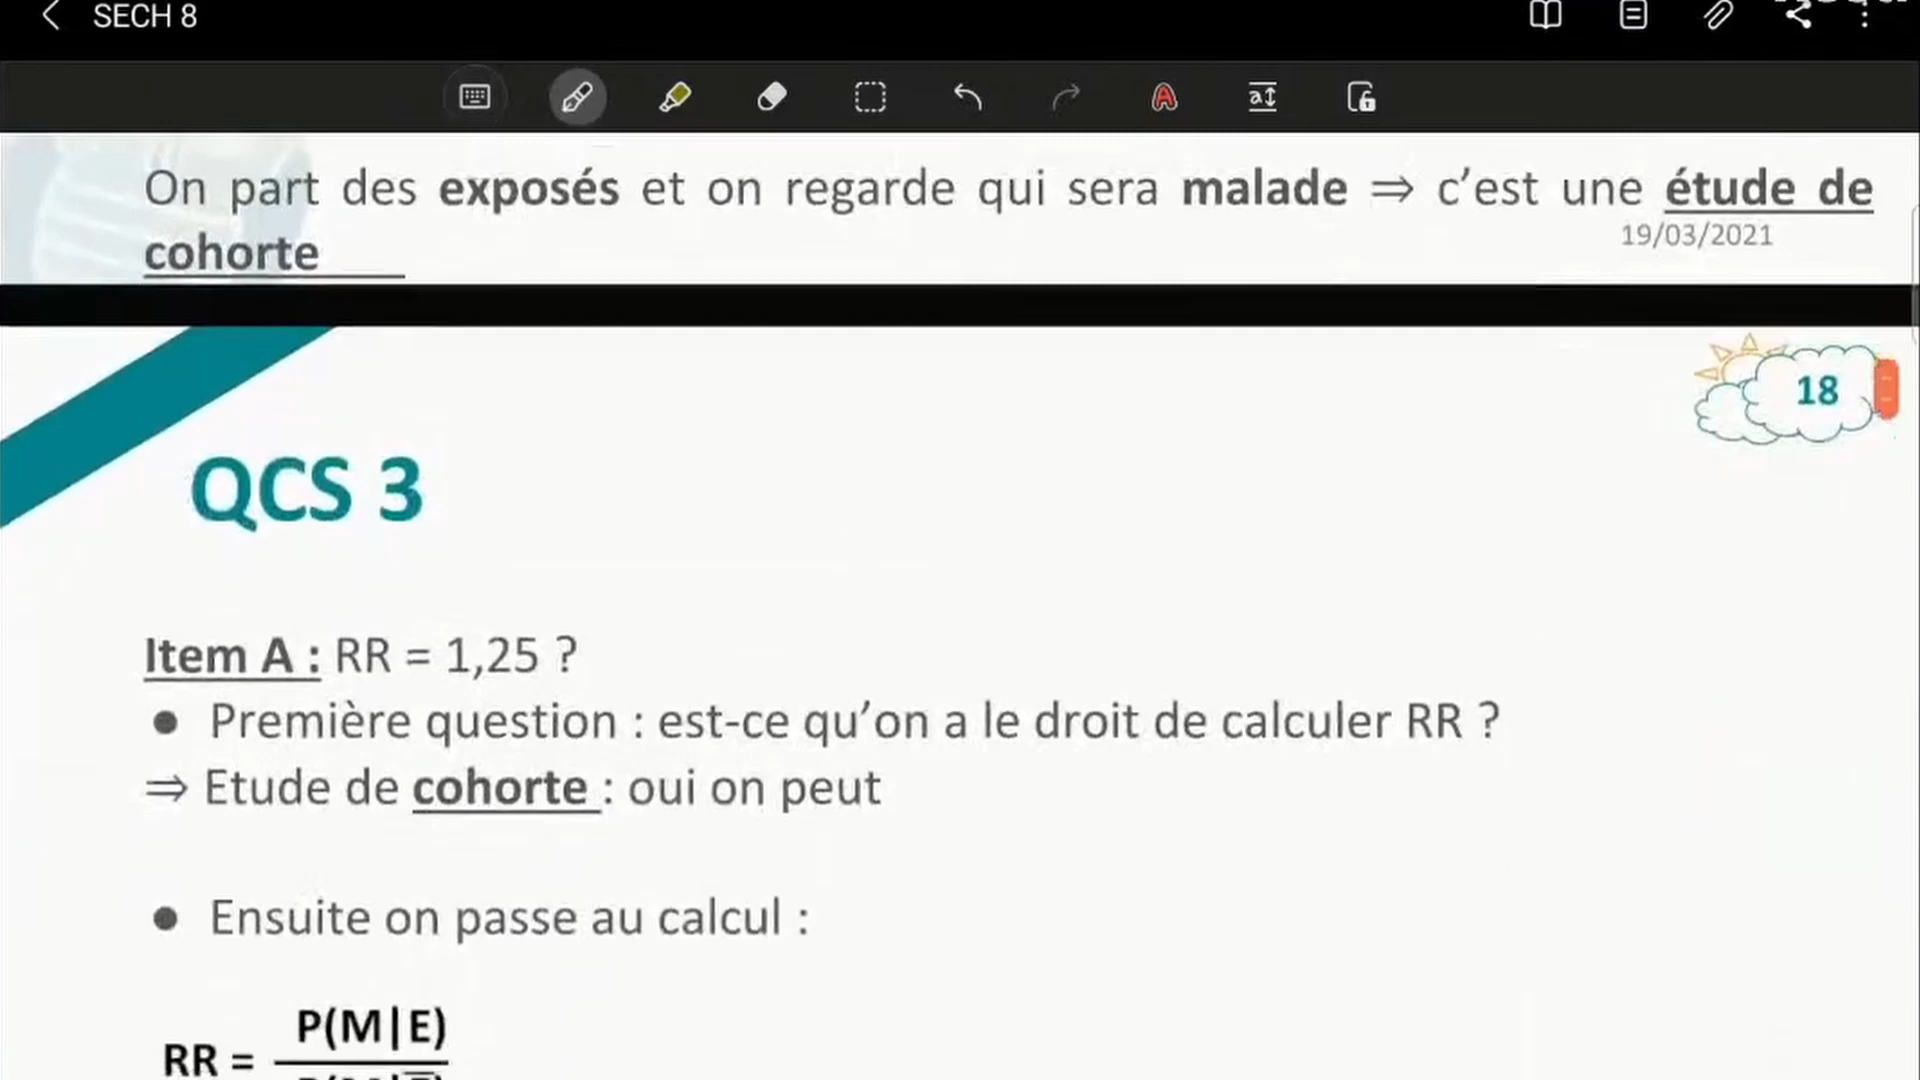 SECH 8
On part des exposés et on regarde qui sera malade ⇒ c’est une étude de
cohorte
19/03/2021
18
QCS 3
Item A : RR = 1,25 ?
● Première question : est-ce qu’on a le droit de calculer RR ?
⇒ Etude de cohorte : oui on peut
● Ensuite on passe au calcul :
P(M|E)
RR =